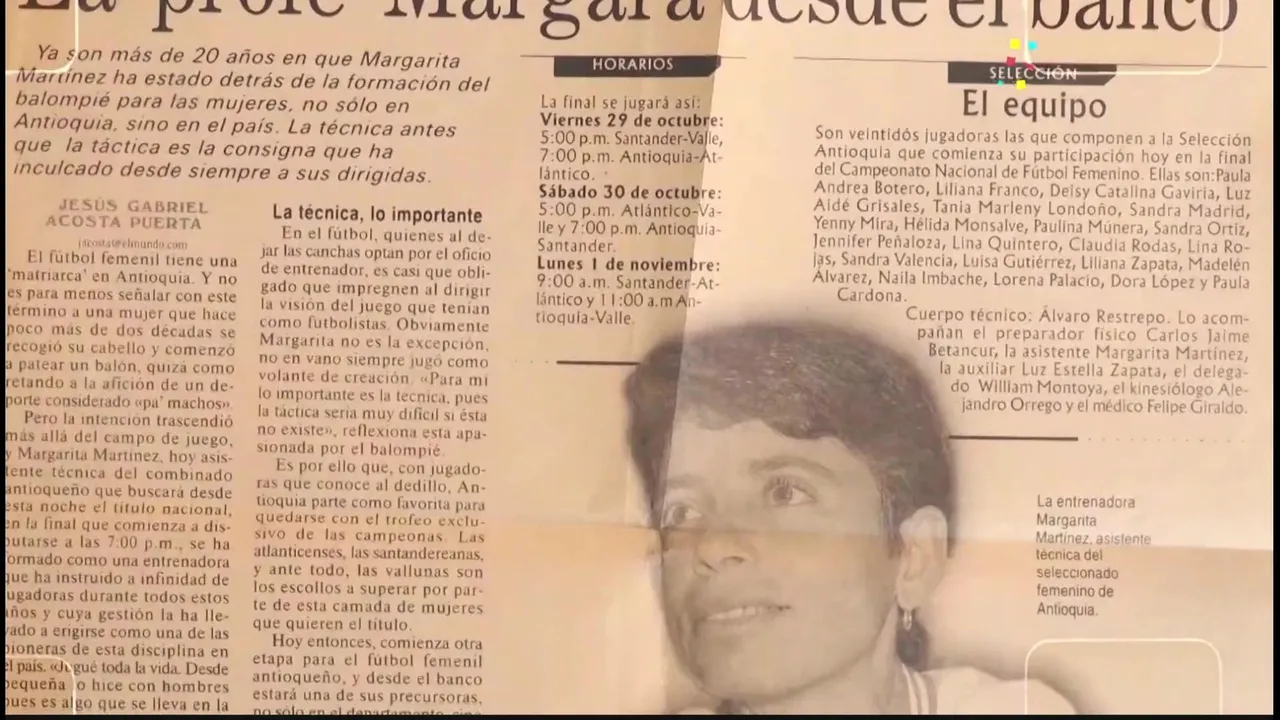 La 'profe' Margara desde el banco
Ya son más de 20 años en que Margarita
Martínez ha estado detrás de la formación del
balompié para las mujeres, no sólo en
Antioquia, sino en el país. La técnica antes
que la táctica es la consigna que ha
inculcado desde siempre a sus dirigidas.
JESÚS GABRIEL
ACOSTA PUERTA
jacosta@elmundo.com
El fútbol femenil tiene una
'matriarca' en Antioquia. Y no
es para menos señalar con este
término a una mujer que hace
poco más de dos décadas se
recogió su cabello y comenzó
a patear un balón, quizá como
retando a la afición de un de-
porte considerado «pa' machos».
Pero la intención trascendió
más allá del campo de juego,
y Margarita Martínez, hoy asis-
tente técnica del combinado
antioqueño que buscará desde
esta noche el título nacional,
en la final que comienza a dis-
putarse a las 7:00 p.m., se ha
formado como una entrenadora
que ha instruido a infinidad de
jugadoras durante todos estos
años y cuya gestión la ha lle-
vado a erigirse como una de las
pioneras de esta disciplina en
el país. «Jugué toda la vida. Desde
pequeña lo hice con hombres
pues es algo que se lleva en la
La técnica, lo importante
En el fútbol, quienes al de-
jar las canchas optan por el oficio
de entrenador, es casi que obli-
gado que impregnen al dirigir
la visión del juego que tenían
como futbolistas. Obviamente
Margarita no es la excepción,
no en vano siempre jugó como
volante de creación. «Para mí
lo importante es la tecnica, pues
la táctica sería muy difícil si ésta
no existe», reflexiona esta apa-
sionada por el balompié.
Es por ello que, con jugado-
ras que conoce al dedillo, An-
tioquia parte como favorita para
quedarse con el trofeo exclu-
sivo de las campeonas. Las
atlanticenses, las santandereanas,
y ante todo, las vallunas son
los escollos a superar por par-
te de esta camada de mujeres
que quieren el título.
Hoy entonces, comienza otra
etapa para el fútbol femenil
antioqueño, y desde el banco
estará una de sus precursoras,
no sólo en el departamento, sino
HORARIOS
La final se jugará así:
Viernes 29 de octubre:
5:00 p.m. Santander-Valle,
7:00 p.m. Antioquia-At-
lántico.
Sábado 30 de octubre:
5:00 p.m. Atlántico-Va-
lle y 7:00 p.m. Antioquia-
Santander.
Lunes 1 de noviembre:
9:00 a.m. Santander-At-
lántico y 11:00 a.m An-
tioquia-Valle.
SELECCIÓN
El equipo
Son veintidós jugadoras las que componen a la Selección
Antioquia que comienza su participación hoy en la final
del Campeonato Nacional de Fútbol Femenino. Ellas son:Paula
Andrea Botero, Liliana Franco, Deisy Catalina Gaviria, Luz
Aidé Grisales, Tania Marleny Londoño, Sandra Madrid,
Yenny Mira, Hélida Monsalve, Paulina Múnera, Sandra Ortiz,
Jennifer Peñaloza, Lina Quintero, Claudia Rodas, Lina Ro-
jas, Sandra Valencia, Luisa Gutiérrez, Liliana Zapata, Madelén
Álvarez, Naila Imbache, Lorena Palacio, Dora López y Paula
Cardona.
Cuerpo técnico: Álvaro Restrepo. Lo acom-
pañan el preparador físico Carlos Jaime
Betancur, la asistente Margarita Martínez,
la auxiliar Luz Estella Zapata, el delega-
do William Montoya, el kinesiólogo Ale-
jandro Orrego y el médico Felipe Giraldo.
La entrenadora
Margarita
Martínez, asistente
técnica del
seleccionado
femenino de
Antioquia.